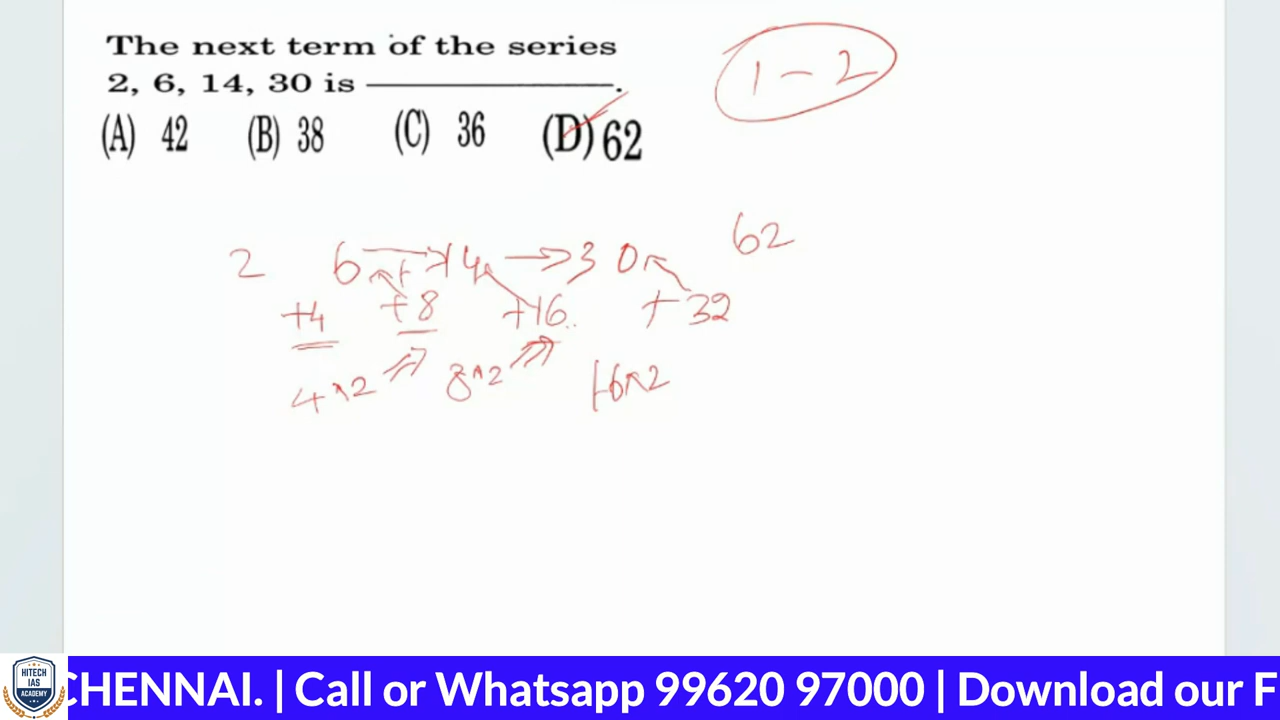 The next term of the series
2, 6, 14, 30 is ____________.
(A) 42 (B) 38 (C) 36 (D) 62
1 - 2
2 6 14 30 62
+4 +8 +16 +32
4×2 8×2 16×2
HITECH
IAS
ACADEMY
CHENNAI. | Call or Whatsapp 99620 97000 | Download our F